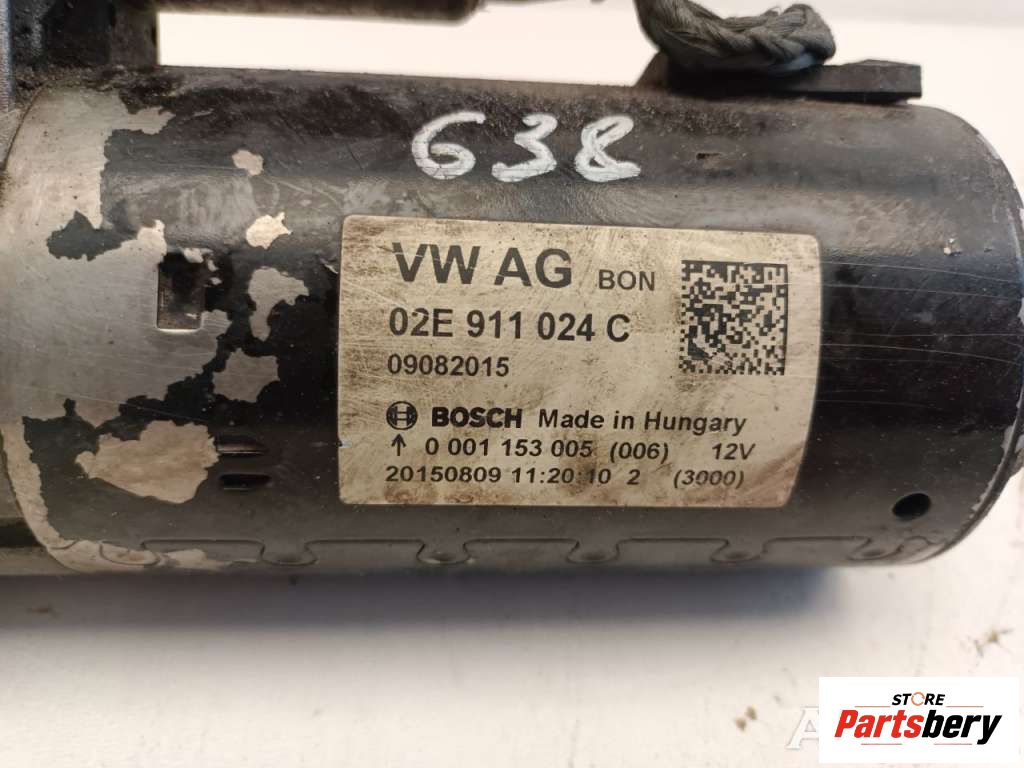 638
VW AG BON
02E 911 024 C
09082015
BOSCH Made in Hungary
↑ 0 001 153 005 (006) 12V
20150809 11:20:10 2 (3000)
STORE
Partsbery